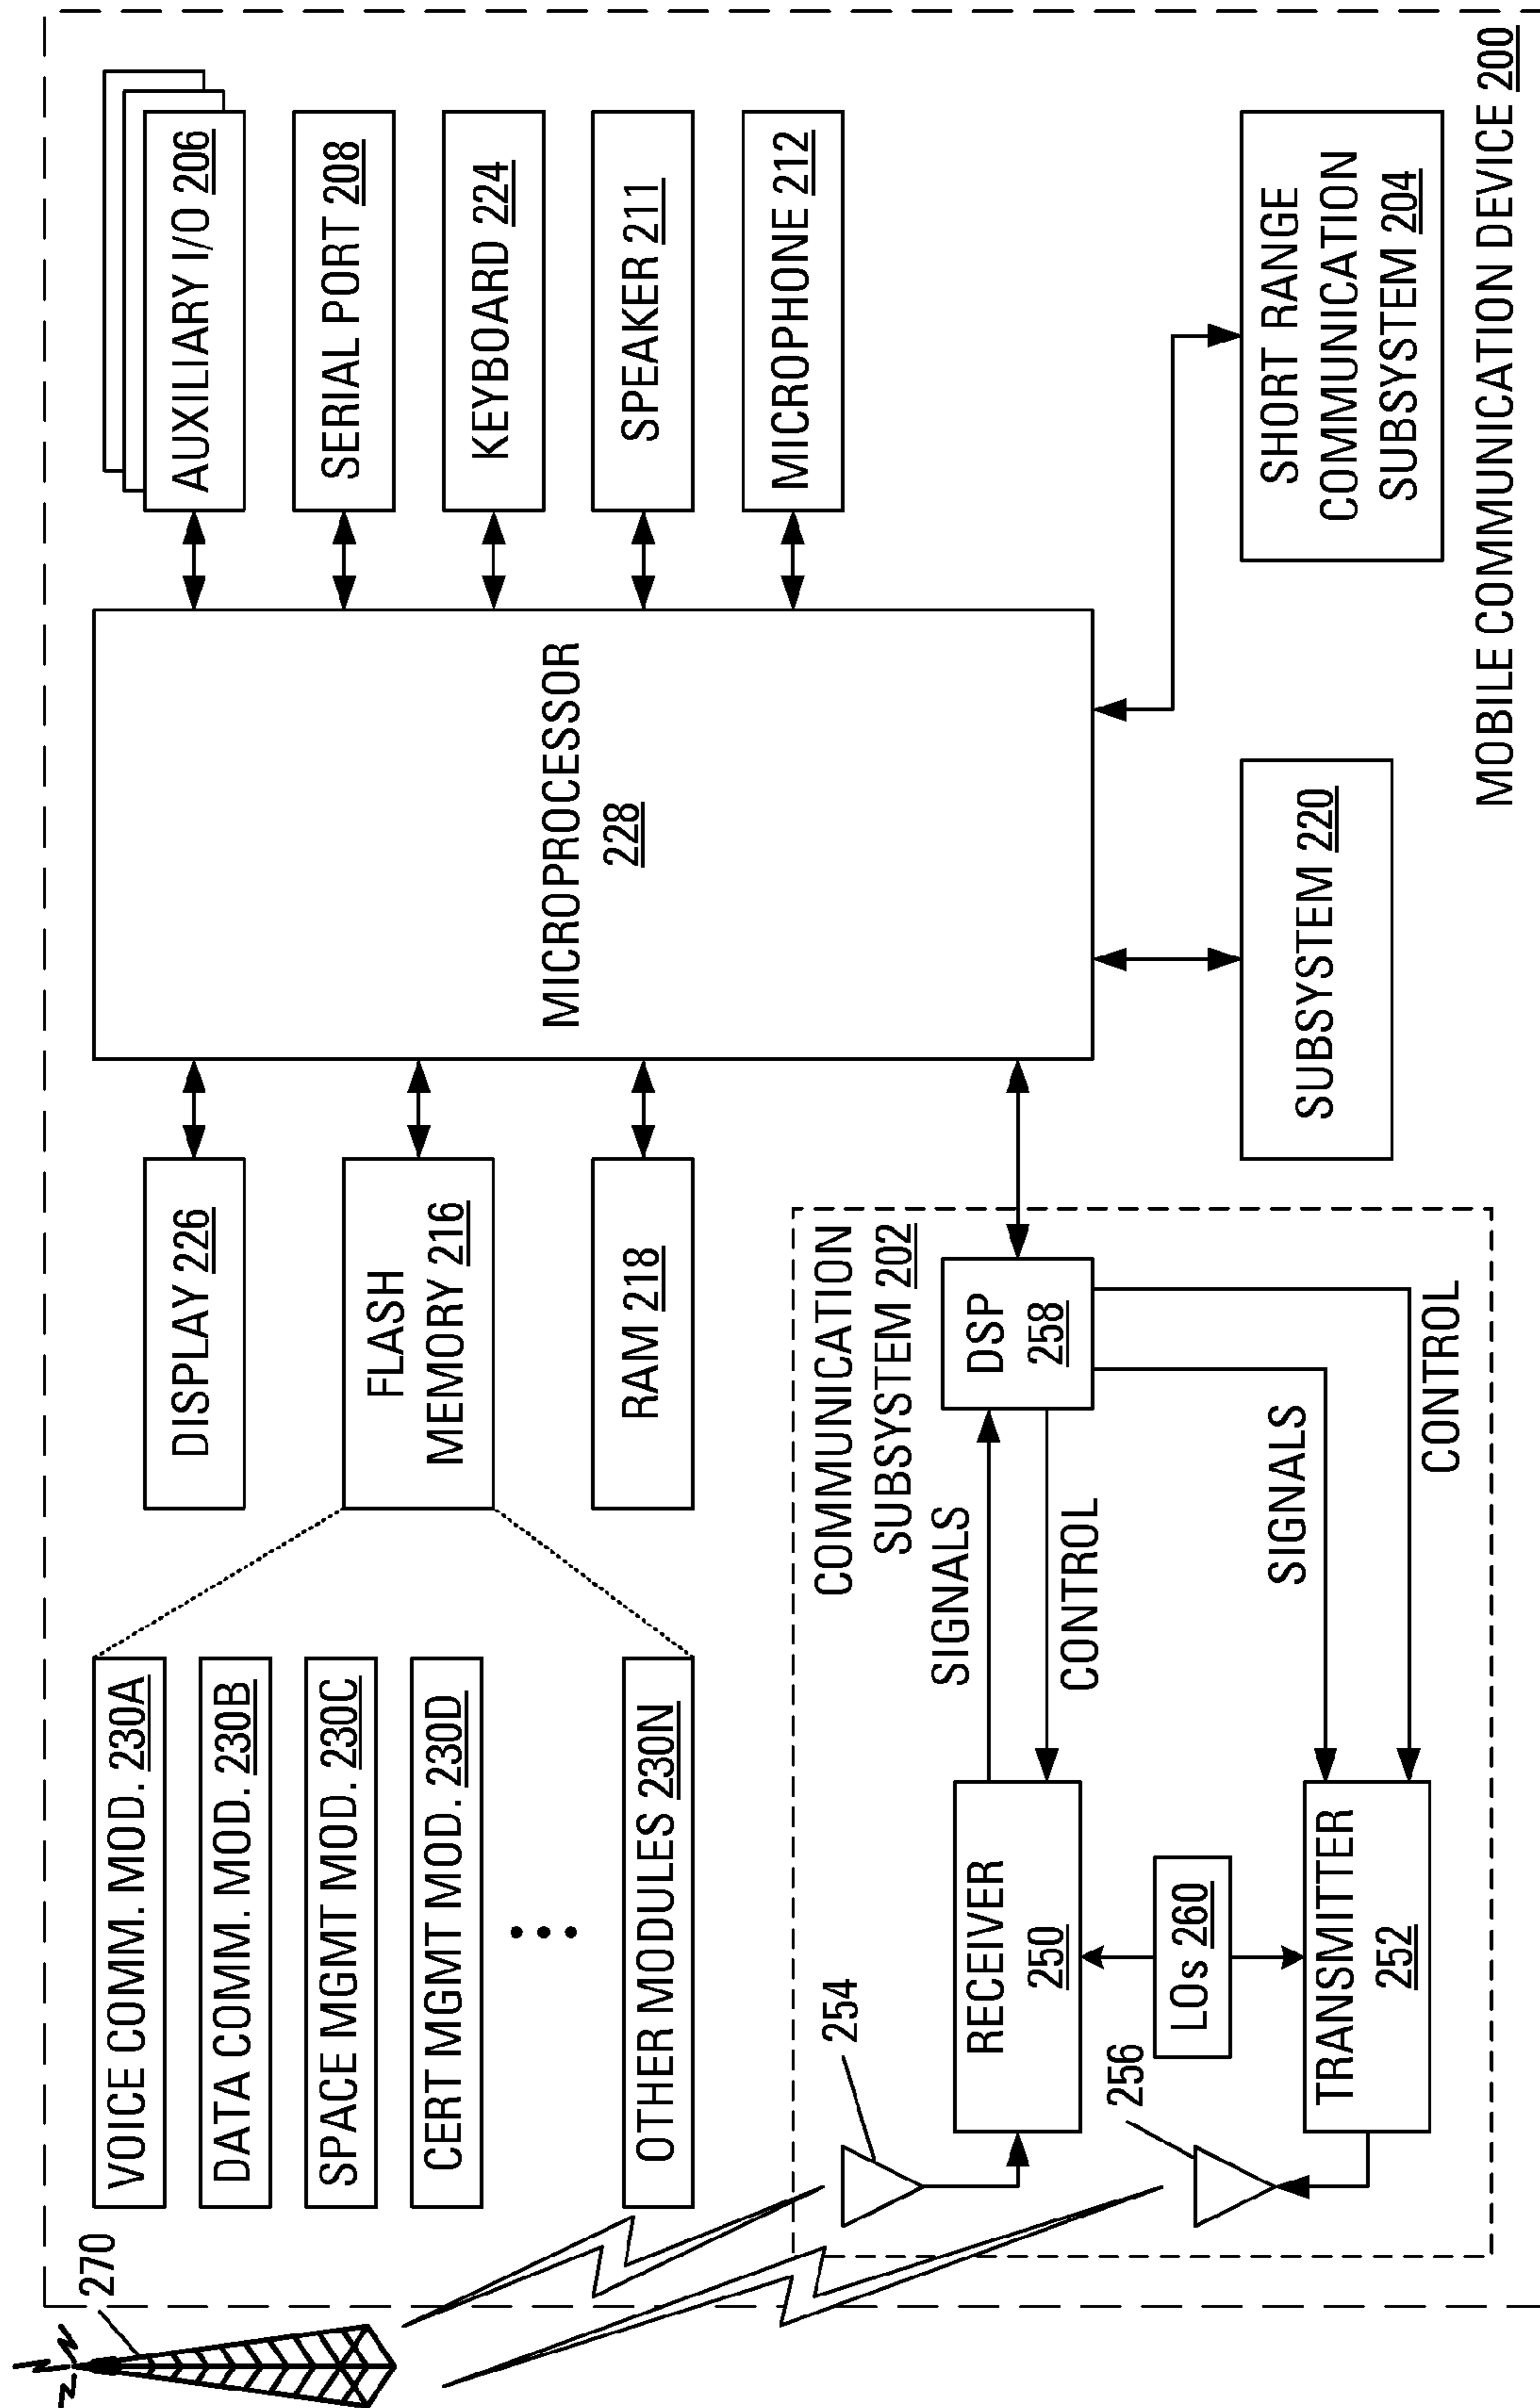 270
VOICE COMM. MOD. 230A
DATA COMM. MOD. 230B
SPACE MGMT MOD. 230C
CERT MGMT MOD. 230D
OTHER MODULES 230N
DISPLAY 226
FLASH
MEMORY 216
RAM 218
MICROPROCESSOR
228
AUXILIARY I/O 206
SERIAL PORT 208
KEYBOARD 224
SPEAKER 211
MICROPHONE 212
COMMUNICATION
SUBSYSTEM 202
254
RECEIVER
250
SIGNALS
CONTROL
DSP
258
256
LOs 260
TRANSMITTER
252
SIGNALS
CONTROL
SUBSYSTEM 220
SHORT RANGE
COMMUNICATION
SUBSYSTEM 204
MOBILE COMMUNICATION DEVICE 200